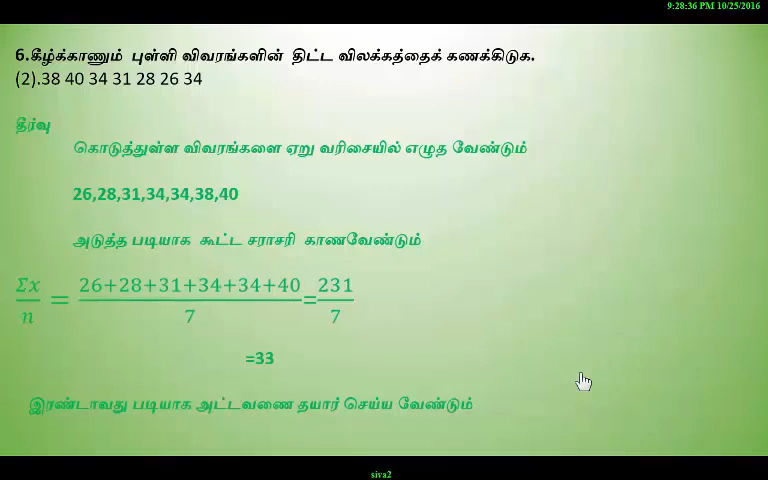 9:28:36 PM 10/25/2016
6.கீழ்க்காணும் புள்ளி விவரங்களின் திட்ட விலக்கத்தைக் கணக்கிடுக.
(2).38 40 34 31 28 26 34
தீர்வு
கொடுத்துள்ள விவரங்களை ஏறு வரிசையில் எழுத வேண்டும்
26,28,31,34,34,38,40
அடுத்த படியாக கூட்ட சராசரி காணவேண்டும்
Σx/n = 26+28+31+34+34+40/7=231/7
=33
இரண்டாவது படியாக அட்டவணை தயார் செய்ய வேண்டும்
siva2